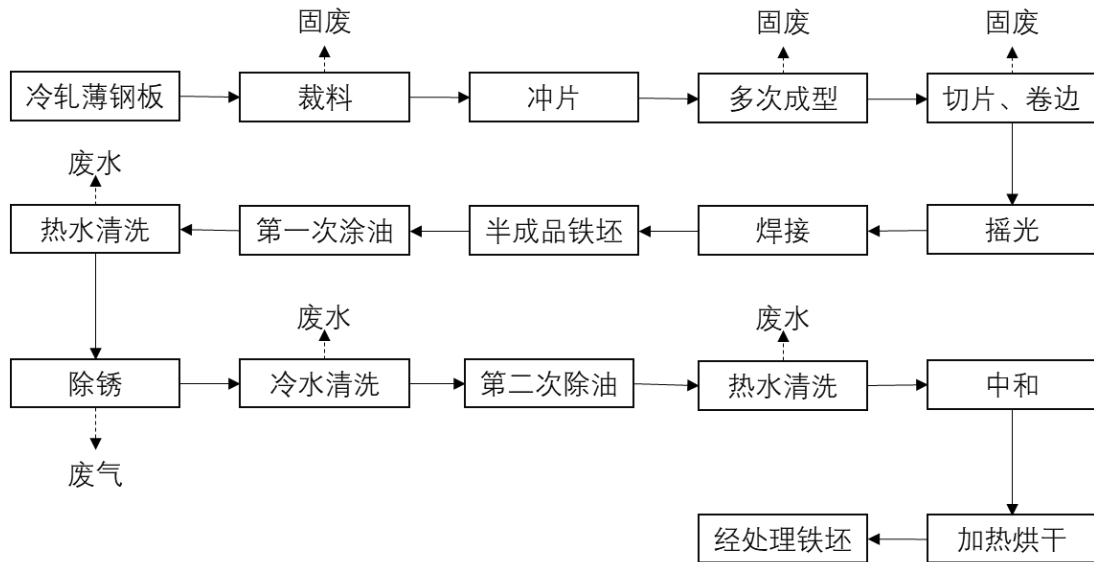 固废
固废
固废
冷轧薄钢板
裁料
冲片
多次成型
切片、卷边
废水
热水清洗
第一次涂油
半成品铁坯
焊接
摇光
废水
废水
除锈
冷水清洗
第二次除油
热水清洗
中和
废气
经处理铁坯
加热烘干